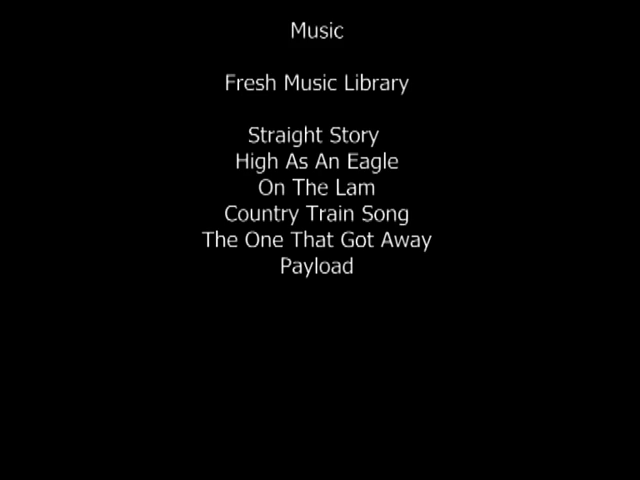 Music
Fresh Music Library
Straight Story
High As An Eagle
On The Lam
Country Train Song
The One That Got Away
Payload